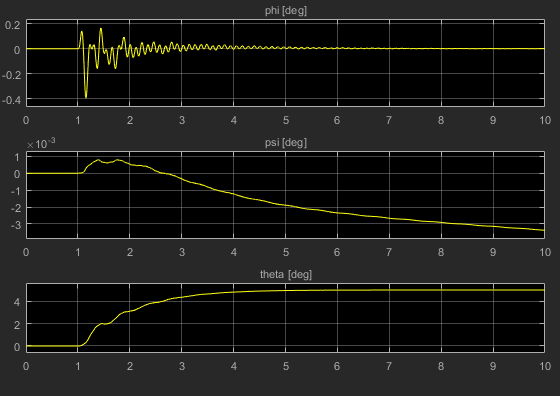 phi [deg]
0.2
0
-0.2
-0.4
0 1 2 3 4 5 6 7 8 9 10
×10⁻³
psi [deg]
1
0
-1
-2
-3
0 1 2 3 4 5 6 7 8 9 10
theta [deg]
4
2
0
0 1 2 3 4 5 6 7 8 9 10